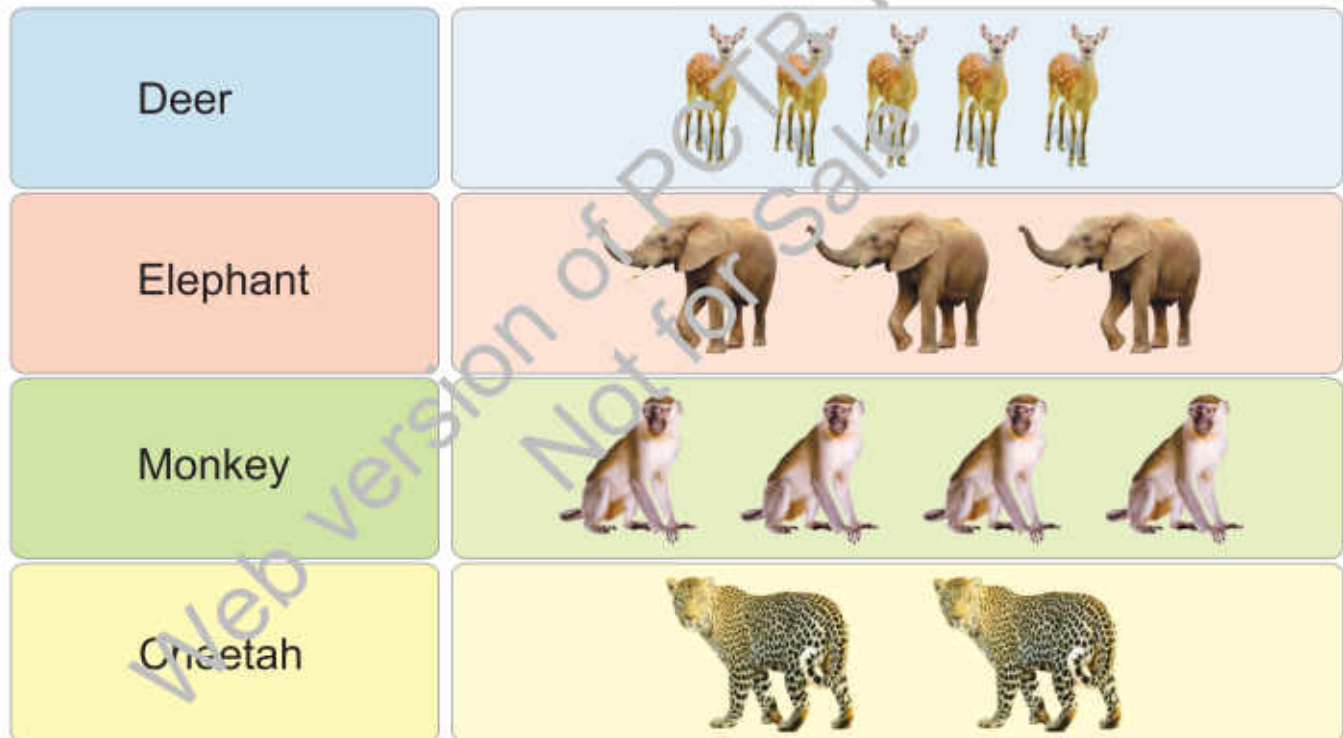 Deer
Elephant
Monkey
Cheetah
Web version of PCTB
Not for Sale